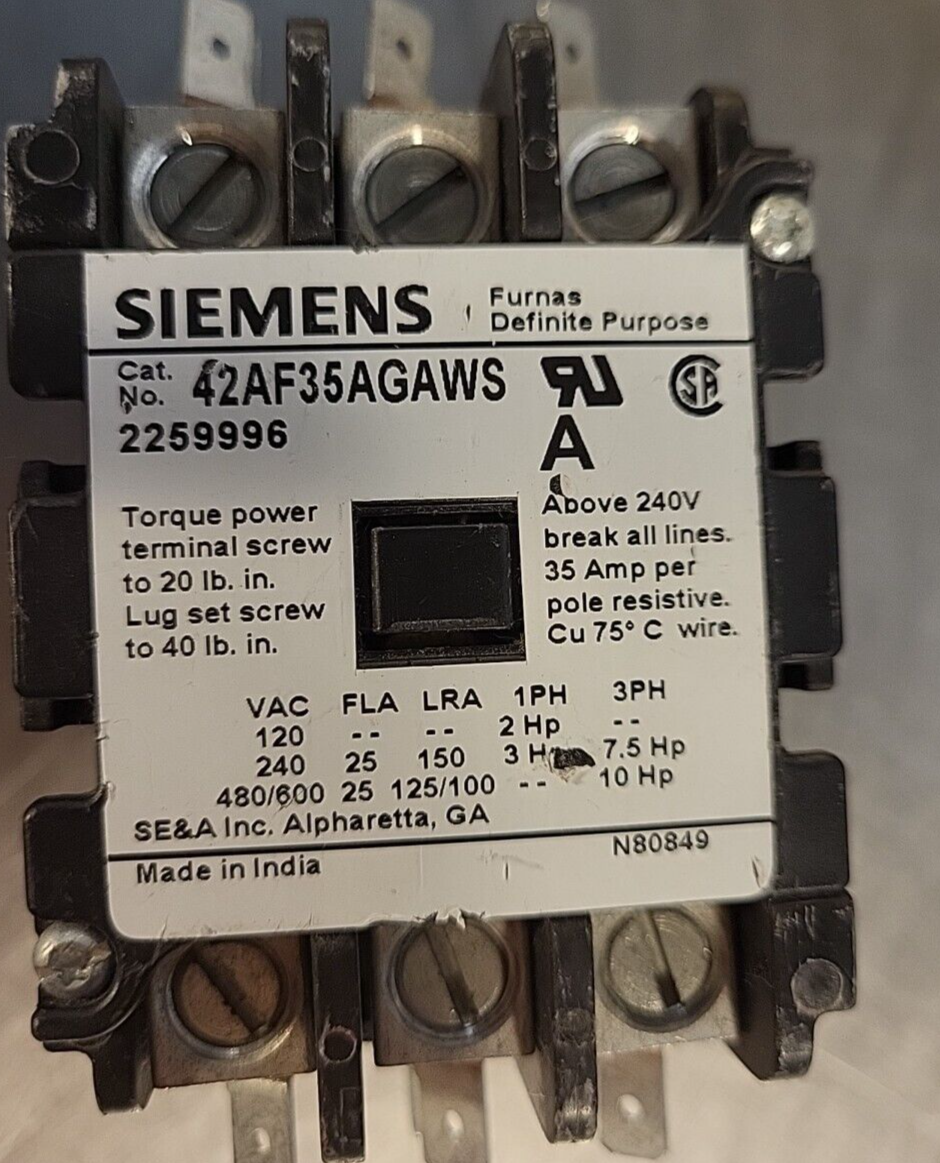 SIEMENS
Furnas
Definite Purpose
Cat.
No. 42AF35AGAWS
2259996
A
Torque power
terminal screw
to 20 lb. in.
Lug set screw
to 40 lb. in.
Above 240V
break all lines.
35 Amp per
pole resistive.
Cu 75° C wire.
VAC FLA LRA 1PH 3PH
120 -- -- 2 Hp --
240 25 150 3 7.5 Hp
480/600 25 125/100 -- 10 Hp
SE&A Inc. Alpharetta, GA
Made in India
N80849